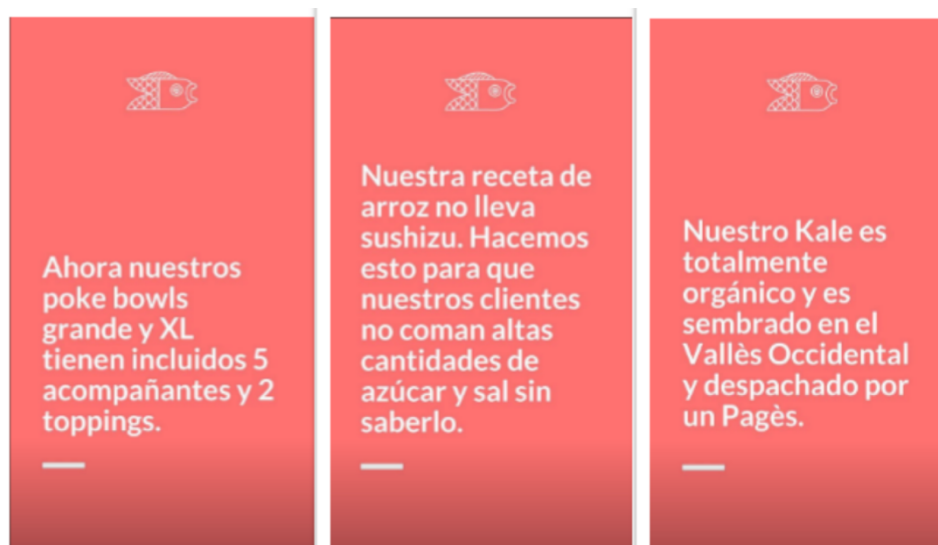 Ahora nuestros
poke bowls
grande y XL
tienen incluidos 5
acompañantes y 2
toppings.
Nuestra receta de
arroz no lleva
sushizu. Hacemos
esto para que
nuestros clientes
no coman altas
cantidades de
azúcar y sal sin
saberlo.
Nuestro Kale es
totalmente
orgánico y es
sembrado en el
Vallès Occidental
y despachado por
un Pagès.